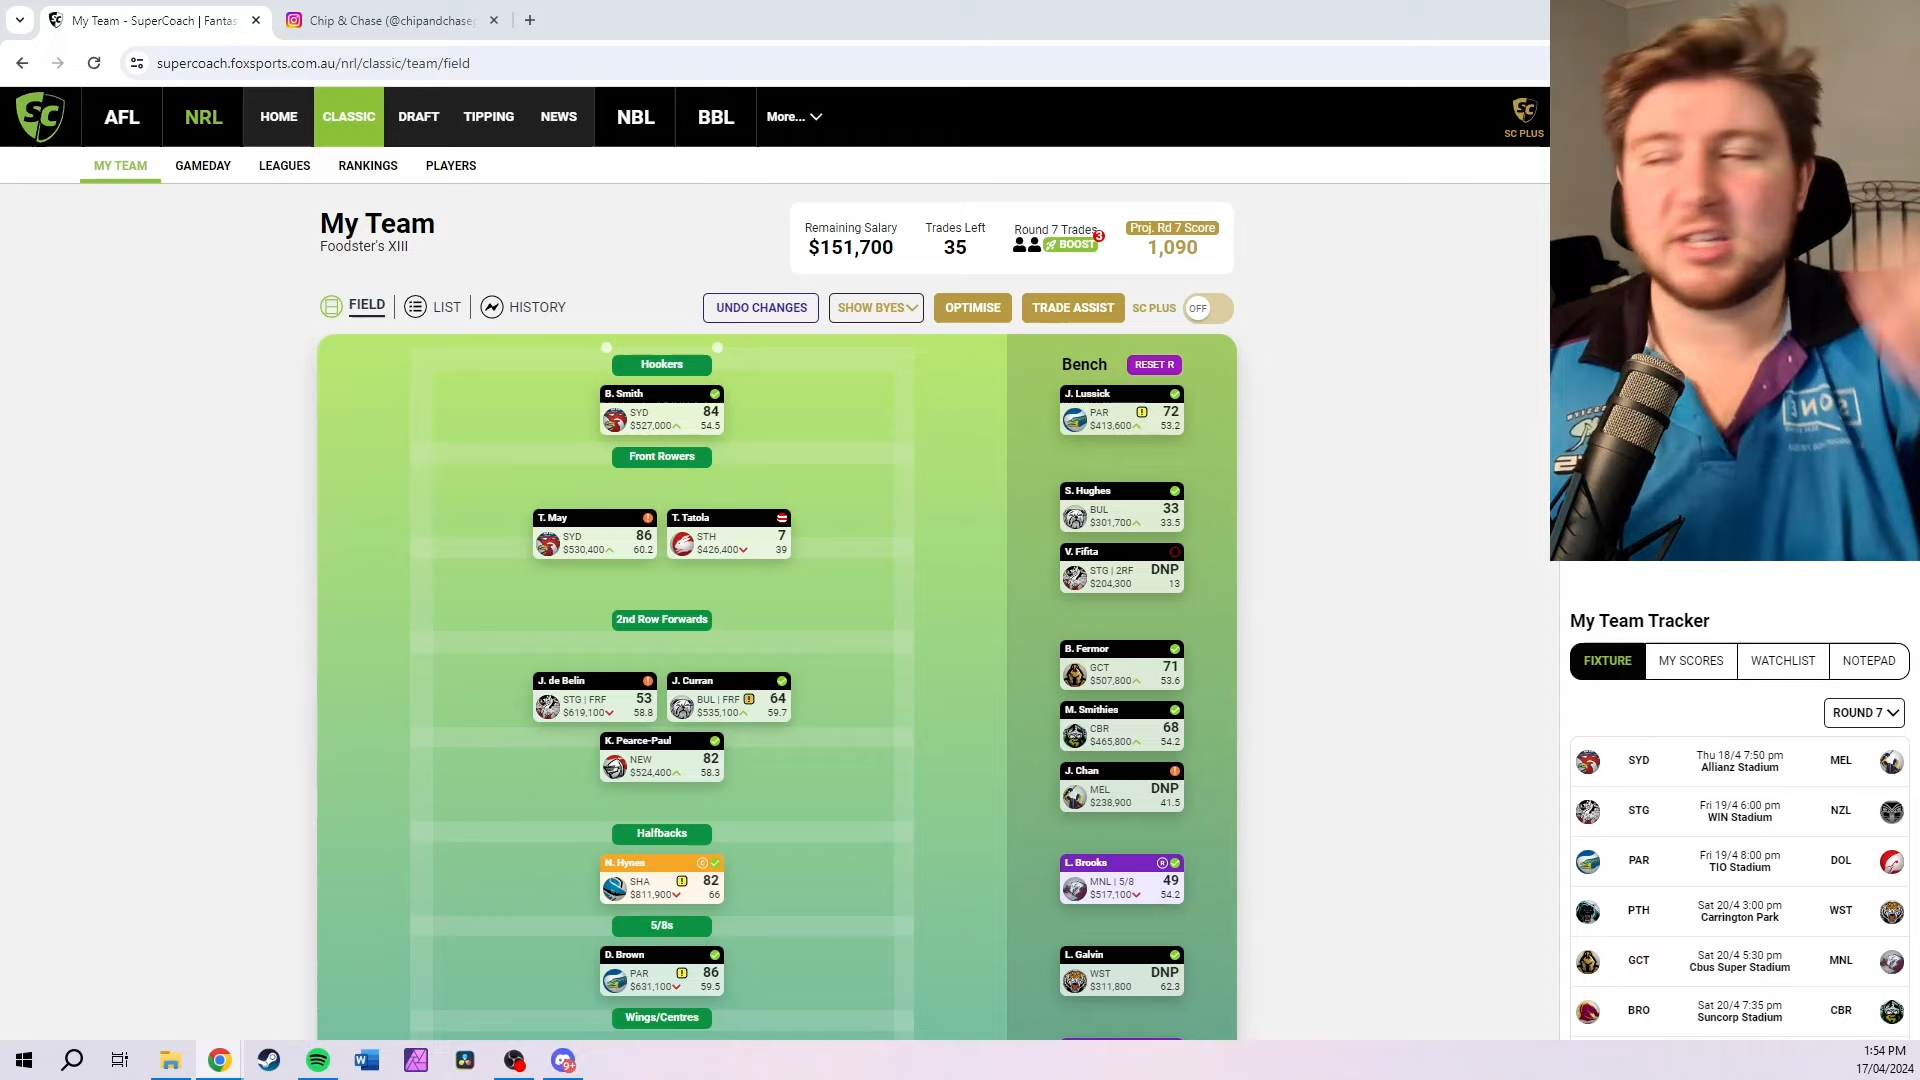 My Team - SuperCoach | Fantas
Chip & Chase (@chipandchasep
supercoach.foxsports.com.au/nrl/classic/team/field
SC
AFL
NRL
HOME
CLASSIC
DRAFT
TIPPING
NEWS
NBL
BBL
More...
SC PLUS
MY TEAM
GAMEDAY
LEAGUES
RANKINGS
PLAYERS
My Team
Foodster's XIII
Remaining Salary
$151,700
Trades Left
35
Round 7 Trades
BOOST
3
Proj. Rd 7 Score
1,090
FIELD
LIST
HISTORY
UNDO CHANGES
SHOW BYES
OPTIMISE
TRADE ASSIST
SC PLUS
OFF
Hookers
B. Smith
SYD 84
$527,000 54.5
Front Rowers
T. May
SYD 86
$530,400 60.2
T. Tatola
STH 7
$426,400 39
2nd Row Forwards
J. de Belin
STG | FRF 53
$619,100 58.8
J. Curran
BUL | FRF 64
$535,100 59.7
K. Pearce-Paul
NEW 82
$524,400 58.3
Halfbacks
N. Hynes C
SHA 82
$811,900 66
5/8s
D. Brown
PAR 86
$631,100 59.5
Wings/Centres
Bench
RESET R
J. Lussick
PAR 72
$413,600 53.2
S. Hughes
BUL 33
$301,700 33.5
V. Fifita
STG | 2RF DNP
$204,300 13
B. Fermor
GCT 71
$507,800 53.6
M. Smithies
CBR 68
$465,800 54.2
J. Chan
MEL DNP
$238,900 41.5
L. Brooks R
MNL | 5/8 49
$517,100 54.2
L. Galvin
WST DNP
$311,800 62.3
My Team Tracker
FIXTURE
MY SCORES
WATCHLIST
NOTEPAD
ROUND 7
SYD Thu 18/4 7:50 pm MEL
Allianz Stadium
STG Fri 19/4 6:00 pm NZL
WIN Stadium
PAR Fri 19/4 8:00 pm DOL
TIO Stadium
PTH Sat 20/4 3:00 pm WST
Carrington Park
GCT Sat 20/4 5:30 pm MNL
Cbus Super Stadium
BRO Sat 20/4 7:35 pm CBR
Suncorp Stadium
9+
1:54 PM
17/04/2024